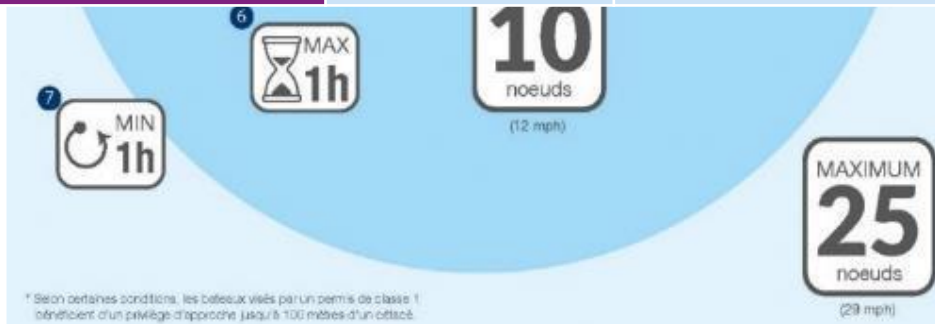 6
MAX
1h
10
noeuds
(12 mph)
7
MIN
1h
MAXIMUM
25
noeuds
(29 mph)
* Selon certaines conditions, les bateaux visés par un permis de classe 1
bénéficient d'un privilège d'approche jusqu'à 100 mètres d'un cétacé.